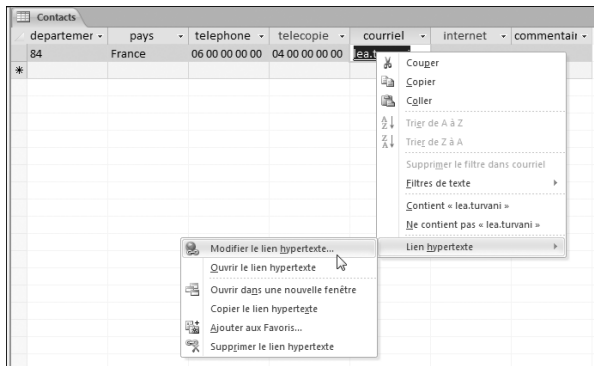 Contacts
departemer pays telephone telecopie courriel internet commentair
84 France 06 00 00 00 00 04 00 00 00 00 lea.t
Couper
Copier
Coller
Trier de A à Z
Trier de Z à A
Supprimer le filtre dans courriel
Filtres de texte
Contient « lea.turvani »
Ne contient pas « lea.turvani »
Lien hypertexte
Modifier le lien hypertexte...
Ouvrir le lien hypertexte
Ouvrir dans une nouvelle fenêtre
Copier le lien hypertexte
Ajouter aux Favoris...
Supprimer le lien hypertexte